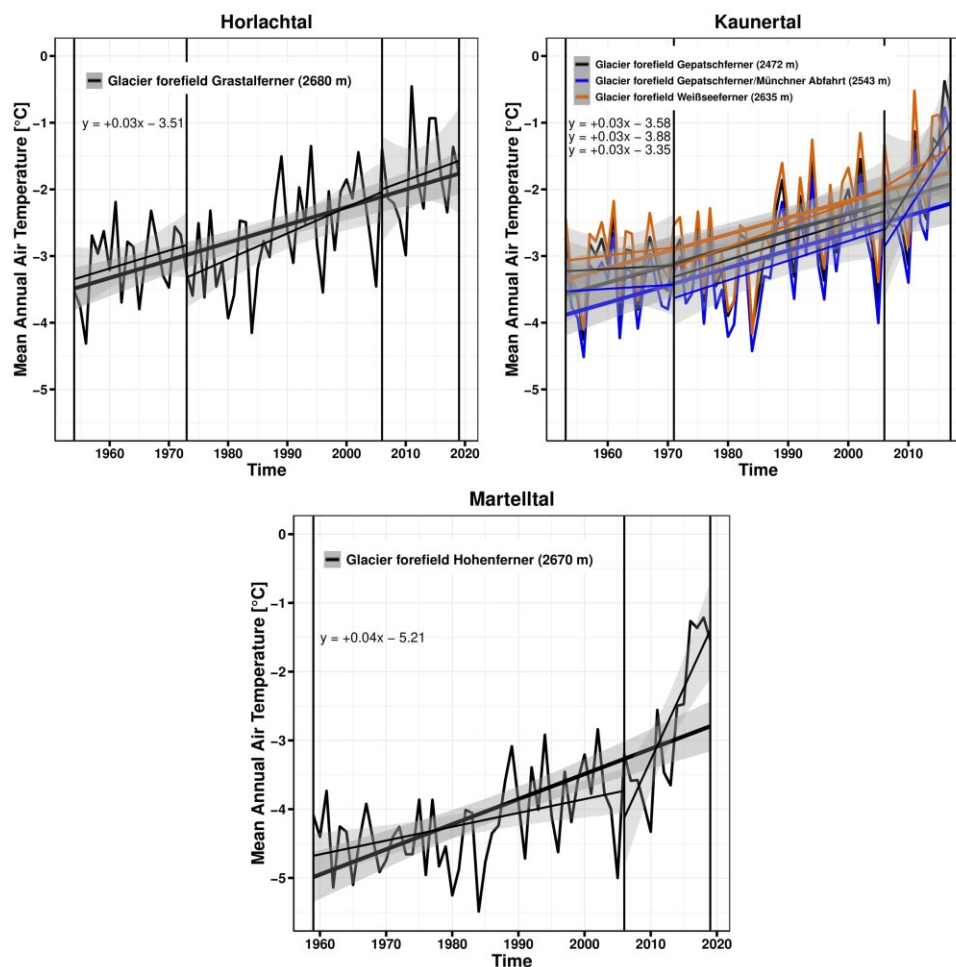 Horlachtal
Mean Annual Air Temperature [°C]
0
−1
−2
−3
−4
−5
Glacier forefield Grastalferner (2680 m)
y = +0.03x − 3.51
1960
1970
1980
1990
2000
2010
2020
Time
Kaunertal
Mean Annual Air Temperature [°C]
0
−1
−2
−3
−4
−5
Glacier forefield Gepatschferner (2472 m)
Glacier forefield Gepatschferner/Münchner Abfahrt (2543 m)
Glacier forefield Weißseeferner (2635 m)
y = +0.03x − 3.58
y = +0.03x − 3.88
y = +0.03x − 3.35
1960
1970
1980
1990
2000
2010
Time
Martelltal
Mean Annual Air Temperature [°C]
0
−1
−2
−3
−4
−5
Glacier forefield Hohenferner (2670 m)
y = +0.04x − 5.21
1960
1970
1980
1990
2000
2010
2020
Time